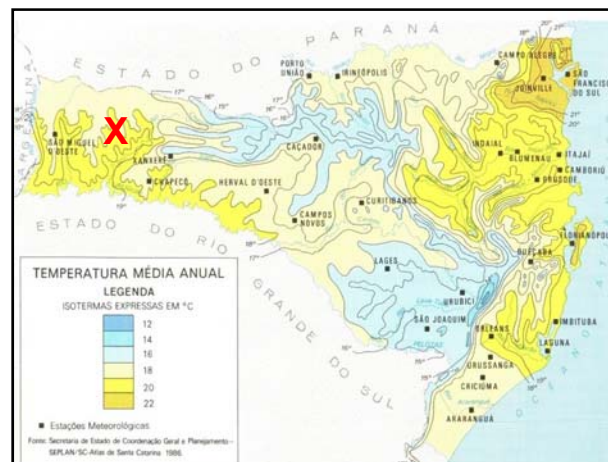 ESTADO DO PARANÁ
CAMPO ALEGRE
PORTO
UNIÃO
IRINEÓPOLIS
JOINVILLE
SÃO
FRANCISCO
DO SUL
ARGENTINA
X
SÃO MIGUEL
D'OESTE
XANXERÊ
CHAPECÓ
CAÇADOR
HERVAL D'OESTE
CAMPOS
NOVOS
CURITIBANOS
INDAIAL
BLUMENAU
ITAJAÍ
CAMBORIÚ
BRUSQUE
FLORIANÓPOLIS
ESTADO DO RIO GRANDE DO SUL
LAGES
URUBICI
SÃO JOAQUIM
PELOTAS
ORLEANS
IMBITUBA
LAGUNA
URUSSANGA
CRICIÚMA
ARARANGUÁ
OCEANO
TEMPERATURA MÉDIA ANUAL
LEGENDA
ISOTERMAS EXPRESSAS EM °C
12
14
16
18
20
22
Estações Meteorológicas
Fonte: Secretaria de Estado de Coordenação Geral e Planejamento -
SEPLAN/SC-Atlas de Santa Catarina 1986.